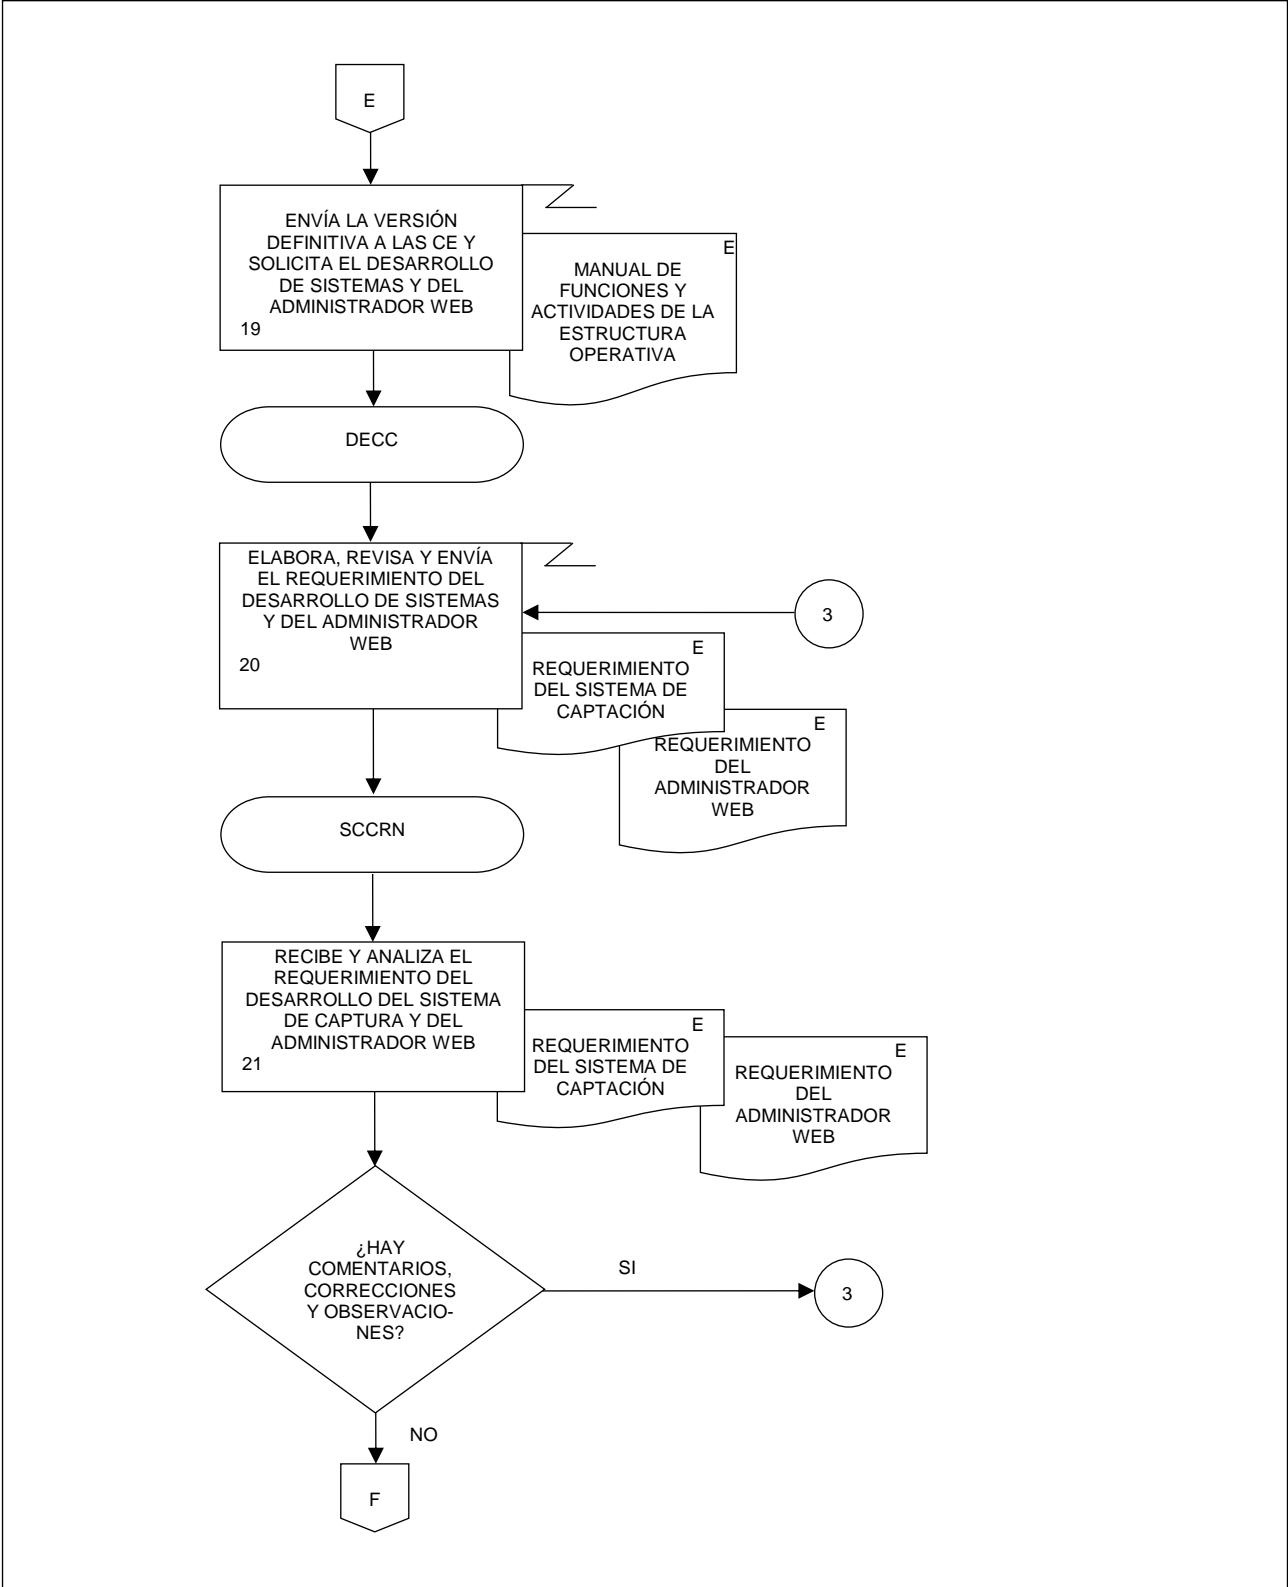 E
ENVÍA LA VERSIÓN
DEFINITIVA A LAS CE Y
SOLICITA EL DESARROLLO
DE SISTEMAS Y DEL
ADMINISTRADOR WEB
19
E
MANUAL DE
FUNCIONES Y
ACTIVIDADES DE LA
ESTRUCTURA
OPERATIVA
DECC
ELABORA, REVISA Y ENVÍA
EL REQUERIMIENTO DEL
DESARROLLO DE SISTEMAS
Y DEL ADMINISTRADOR
WEB
20
3
E
REQUERIMIENTO
DEL SISTEMA DE
CAPTACIÓN
E
REQUERIMIENTO
DEL
ADMINISTRADOR
WEB
SCCRN
RECIBE Y ANALIZA EL
REQUERIMIENTO DEL
DESARROLLO DEL SISTEMA
DE CAPTURA Y DEL
ADMINISTRADOR WEB
21
E
REQUERIMIENTO
DEL SISTEMA DE
CAPTACIÓN
E
REQUERIMIENTO
DEL
ADMINISTRADOR
WEB
¿HAY
COMENTARIOS,
CORRECCIONES
Y OBSERVACIO-
NES?
SI
3
NO
F